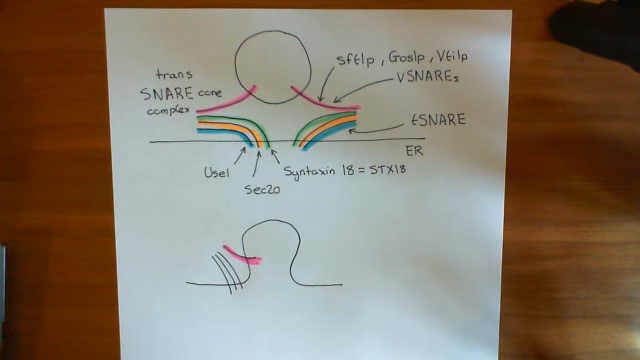 sft1p, Gos1p, Vti1p
vSNAREs
trans
SNARE core
complex
tSNARE
ER
Use1
Sec20
Syntaxin 18 = STX18